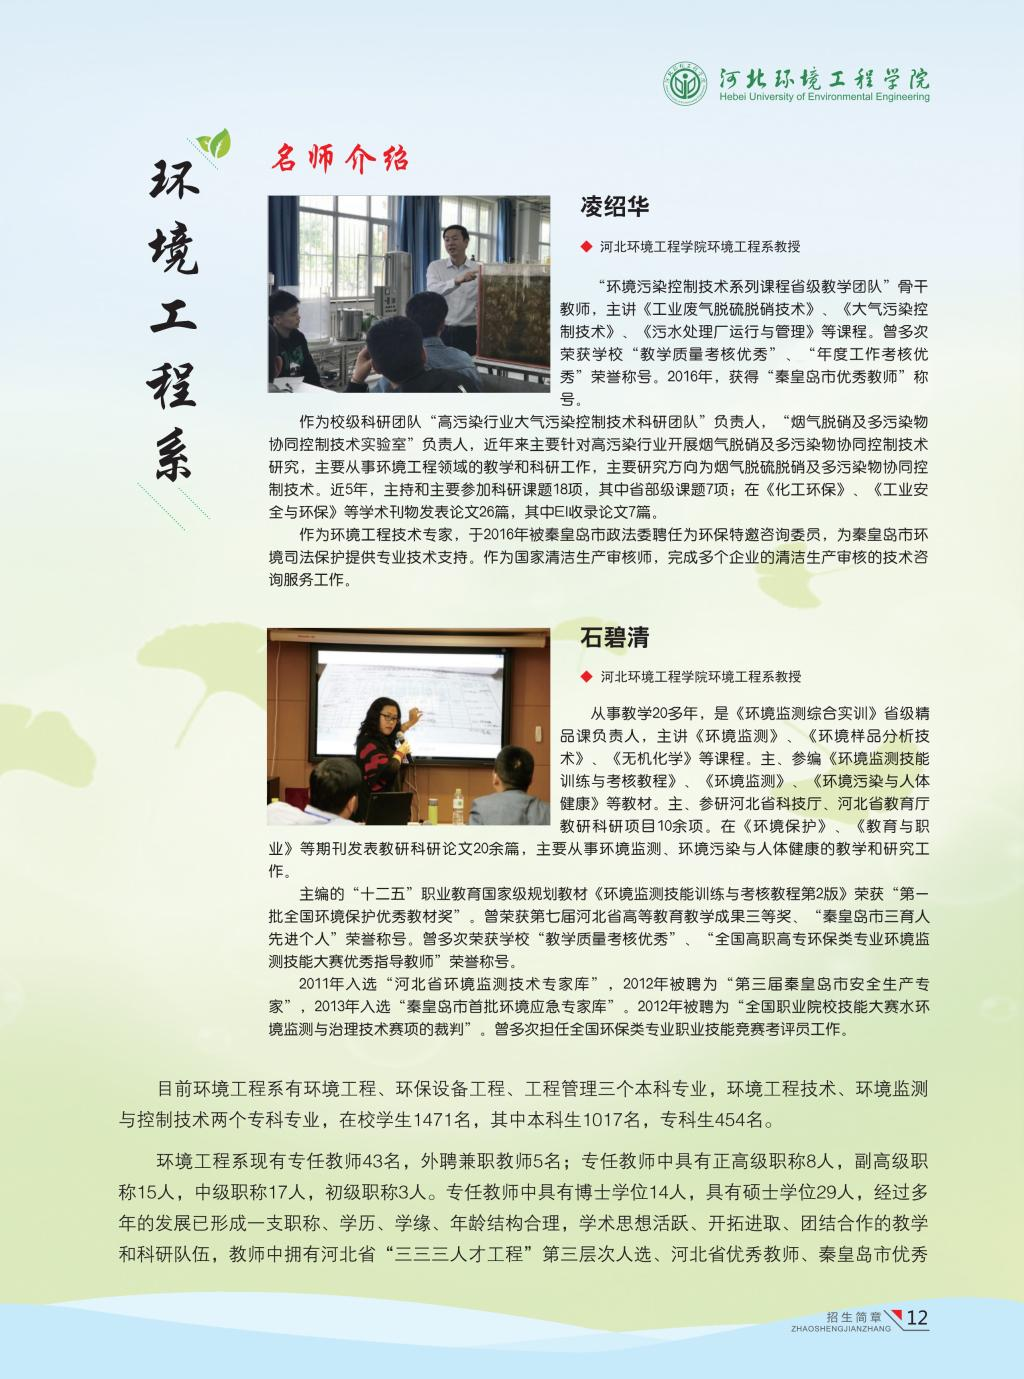 河北环境工程学院
Hebei University of Environmental Engineering
环境工程系
名师介绍
凌绍华
◆ 河北环境工程学院环境工程系教授
“环境污染控制技术系列课程省级教学团队”骨干
教师，主讲《工业废气脱硫脱硝技术》、《大气污染控
制技术》、《污水处理厂运行与管理》等课程。曾多次
荣获学校“教学质量考核优秀”、“年度工作考核优
秀”荣誉称号。2016年，获得“秦皇岛市优秀教师”称
号。
作为校级科研团队“高污染行业大气污染控制技术科研团队”负责人，“烟气脱硝及多污染物
协同控制技术实验室”负责人，近年来主要针对高污染行业开展烟气脱硝及多污染物协同控制技术
研究，主要从事环境工程领域的教学和科研工作，主要研究方向为烟气脱硫脱硝及多污染物协同控
制技术。近5年，主持和主要参加科研课题18项，其中省部级课题7项；在《化工环保》、《工业安
全与环保》等学术刊物发表论文26篇，其中EI收录论文7篇。
作为环境工程技术专家，于2016年被秦皇岛市政法委聘任为环保特邀咨询委员，为秦皇岛市环
境司法保护提供专业技术支持。作为国家清洁生产审核师，完成多个企业的清洁生产审核的技术咨
询服务工作。
石碧清
◆ 河北环境工程学院环境工程系教授
从事教学20多年，是《环境监测综合实训》省级精
品课负责人，主讲《环境监测》、《环境样品分析技
术》、《无机化学》等课程。主、参编《环境监测技能
训练与考核教程》、《环境监测》、《环境污染与人体
健康》等教材。主、参研河北省科技厅、河北省教育厅
教研科研项目10余项。在《环境保护》、《教育与职
业》等期刊发表教研科研论文20余篇，主要从事环境监测、环境污染与人体健康的教学和研究工
作。
主编的“十二五”职业教育国家级规划教材《环境监测技能训练与考核教程第2版》荣获“第一
批全国环境保护优秀教材奖”。曾荣获第七届河北省高等教育教学成果三等奖、“秦皇岛市三育人
先进个人”荣誉称号。曾多次荣获学校“教学质量考核优秀”、“全国高职高专环保类专业环境监
测技能大赛优秀指导教师”荣誉称号。
2011年入选“河北省环境监测技术专家库”，2012年被聘为“第三届秦皇岛市安全生产专
家”，2013年入选“秦皇岛市首批环境应急专家库”。2012年被聘为“全国职业院校技能大赛水环
境监测与治理技术赛项的裁判”。曾多次担任全国环保类专业职业技能竞赛考评员工作。
目前环境工程系有环境工程、环保设备工程、工程管理三个本科专业，环境工程技术、环境监测
与控制技术两个专科专业，在校学生1471名，其中本科生1017名，专科生454名。
环境工程系现有专任教师43名，外聘兼职教师5名；专任教师中具有正高级职称8人，副高级职
称15人，中级职称17人，初级职称3人。专任教师中具有博士学位14人，具有硕士学位29人，经过多
年的发展已形成一支职称、学历、学缘、年龄结构合理，学术思想活跃、开拓进取、团结合作的教学
和科研队伍，教师中拥有河北省“三三三人才工程”第三层次人选、河北省优秀教师、秦皇岛市优秀
招生简章
ZHAOSHENGJIANZHANG
12